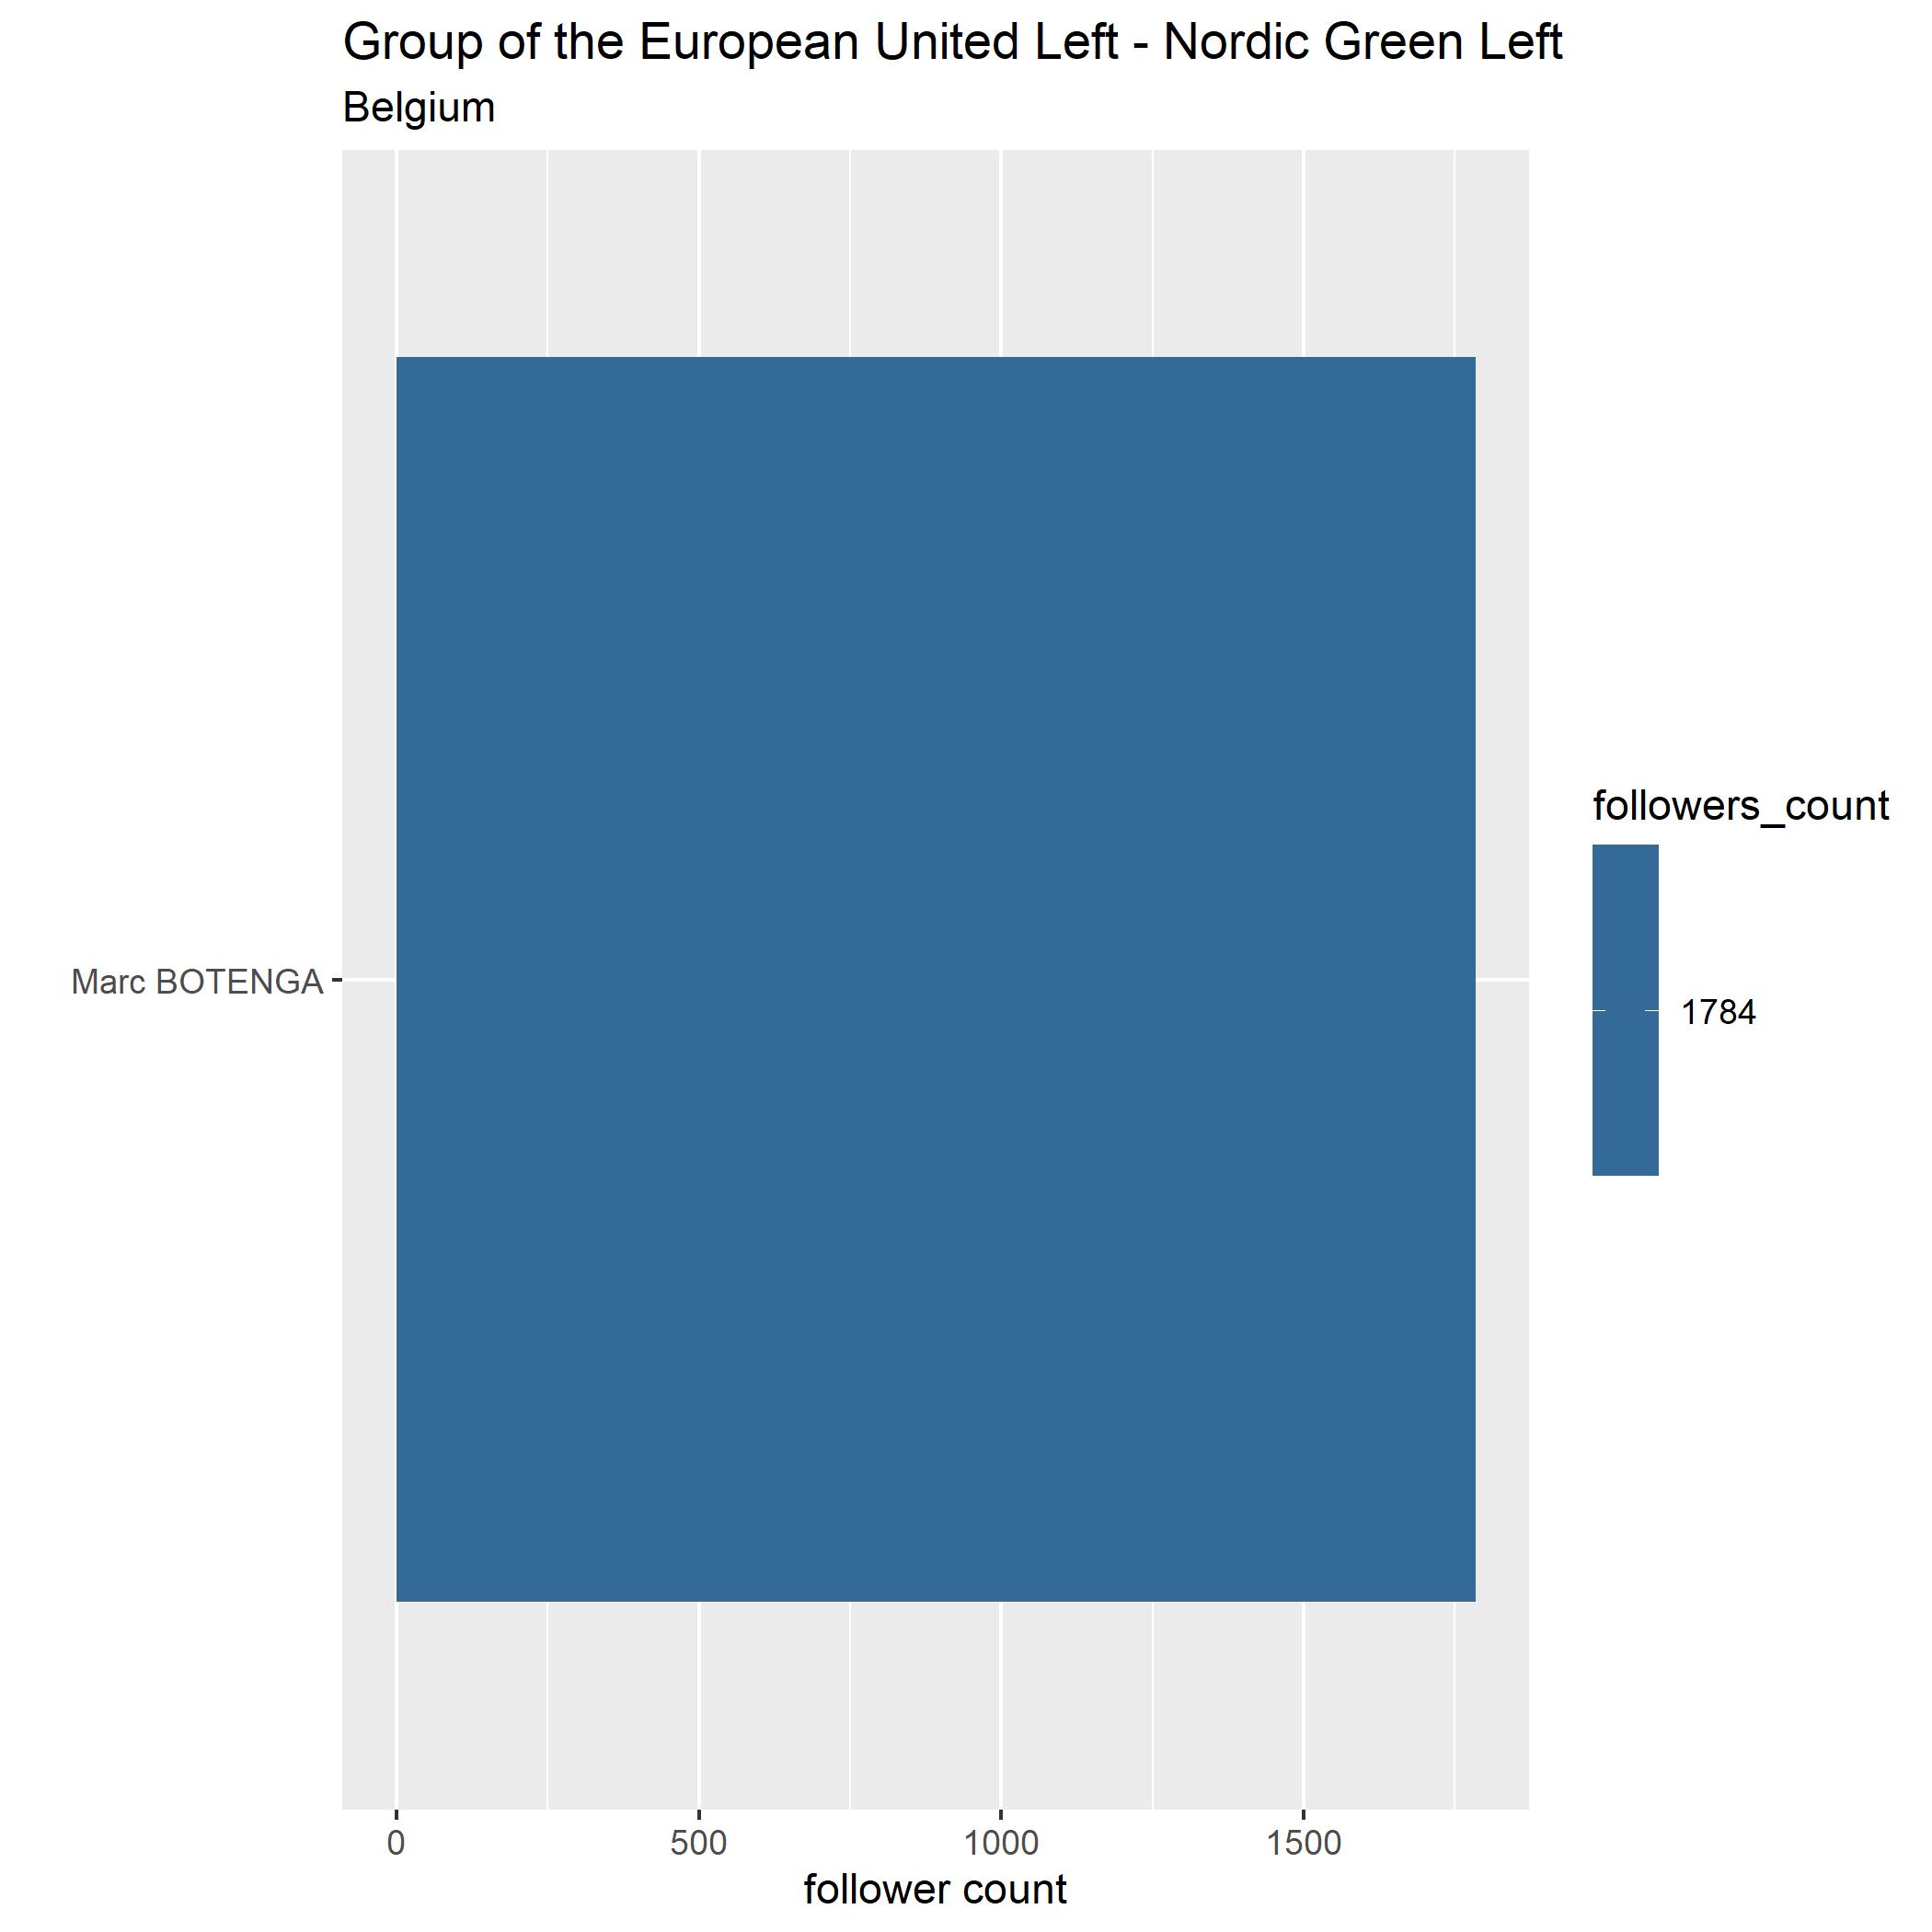 Group of the European United Left - Nordic Green Left
Belgium
Marc BOTENGA
followers_count
1784
0 500 1000 1500
follower count